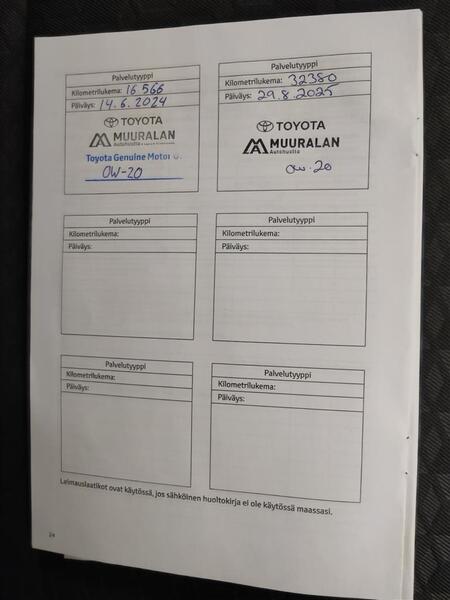 Palvelutyyppi
Kilometrilukema: 16 566
Päiväys: 14.6.2024
TOYOTA
MUURALAN
Autohuolto
Toyota Genuine Motor
0W-20
Palvelutyyppi
Kilometrilukema: 32380
Päiväys: 29.8.2025
TOYOTA
MUURALAN
Autohuolto
0W-20
Palvelutyyppi
Kilometrilukema:
Päiväys:
Palvelutyyppi
Kilometrilukema:
Päiväys:
Palvelutyyppi
Kilometrilukema:
Päiväys:
Palvelutyyppi
Kilometrilukema:
Päiväys:
Leimauslaatikot ovat käytössä, jos sähköinen huoltokirja ei ole käytössä maassasi.
24